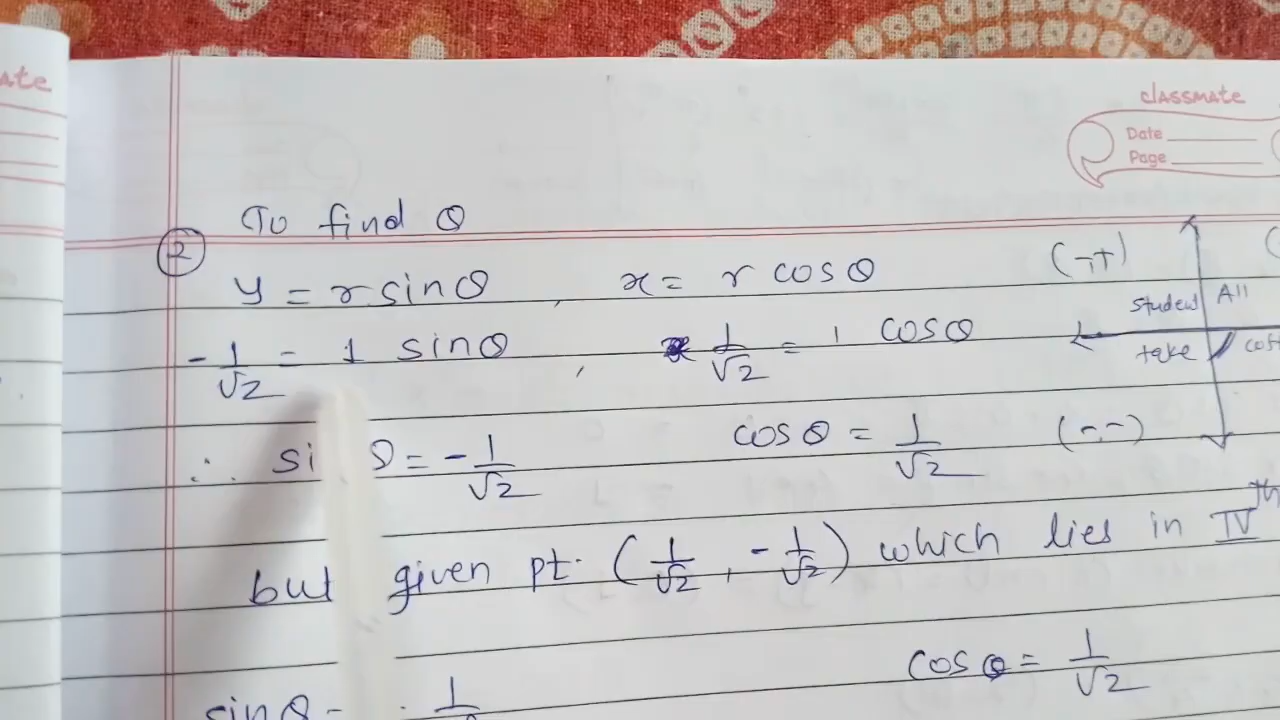 ate
classmate
Date
Page
To find θ
②
y = r sinθ , x = r cosθ (-,+)
Student All
-1/√2 = 1 sinθ , 1/√2 = 1 cosθ
take
∴ si θ = -1/√2 cosθ = 1/√2 (-,-)
but given pt. (1/√2, -1/√2) which lies in IVth
cosθ = 1/√2
sinθ